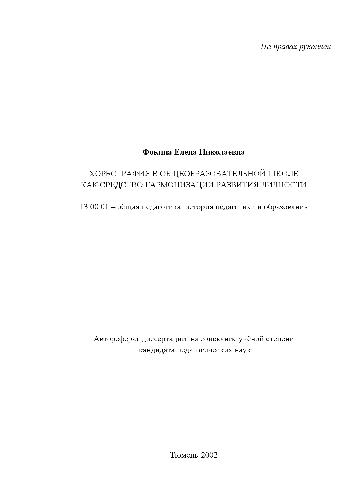 На правах рукописи
Фомина Елена Николаевна
ХОРЕОГРАФИЯ В ОБЩЕОБРАЗОВАТЕЛЬНОЙ ШКОЛЕ
КАК СРЕДСТВО ГАРМОНИЗАЦИИ РАЗВИТИЯ ЛИЧНОСТИ
13.00.01 – общая педагогика, история педагогики и образования
Автореферат диссертации на соискание ученой степени
кандидата педагогических наук
Тюмень 2002